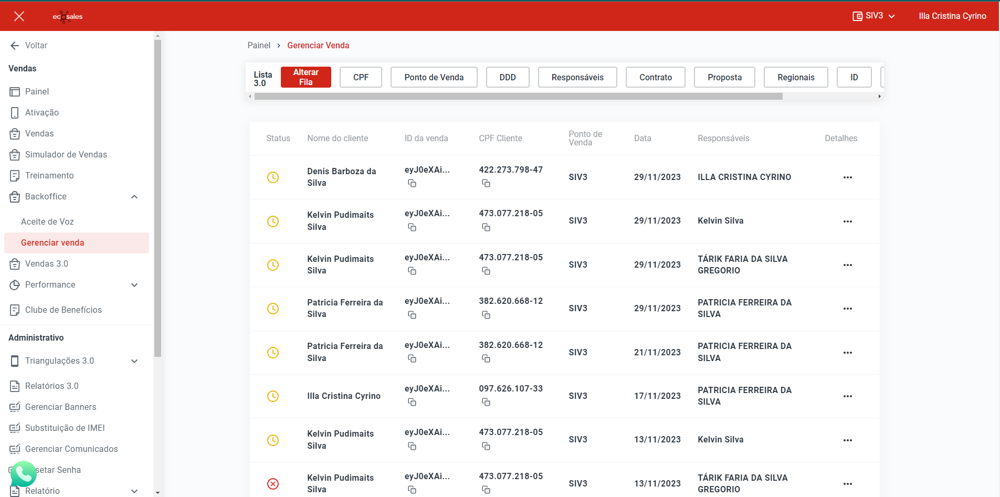 ecosales
SIV3
Illa Cristina Cyrino
Voltar
Vendas
Painel
Ativação
Vendas
Simulador de Vendas
Treinamento
Backoffice
Aceite de Voz
Gerenciar venda
Vendas 3.0
Performance
Clube de Benefícios
Administrativo
Triangulações 3.0
Relatórios 3.0
Gerenciar Banners
Substituição de IMEI
Gerenciar Comunicados
setar Senha
Relatório
Painel > Gerenciar Venda
Lista
3.0
Alterar
Fila
CPF
Ponto de Venda
DDD
Responsáveis
Contrato
Proposta
Regionais
ID
Status
Nome do cliente
ID da venda
CPF Cliente
Ponto de
Venda
Data
Responsáveis
Detalhes
Denis Barboza da
Silva
eyJ0eXAi...
422.273.798-47
SIV3
29/11/2023
ILLA CRISTINA CYRINO
Kelvin Pudimaits
Silva
eyJ0eXAi...
473.077.218-05
SIV3
29/11/2023
Kelvin Silva
Kelvin Pudimaits
Silva
eyJ0eXAi...
473.077.218-05
SIV3
29/11/2023
TÁRIK FARIA DA SILVA
GREGORIO
Patricia Ferreira da
Silva
eyJ0eXAi...
382.620.668-12
SIV3
29/11/2023
PATRICIA FERREIRA DA
SILVA
Patricia Ferreira da
Silva
eyJ0eXAi...
382.620.668-12
SIV3
21/11/2023
PATRICIA FERREIRA DA
SILVA
Illa Cristina Cyrino
eyJ0eXAi...
097.626.107-33
SIV3
17/11/2023
PATRICIA FERREIRA DA
SILVA
Kelvin Pudimaits
Silva
eyJ0eXAi...
473.077.218-05
SIV3
13/11/2023
Kelvin Silva
Kelvin Pudimaits
Silva
eyJ0eXAi...
473.077.218-05
SIV3
13/11/2023
TÁRIK FARIA DA SILVA
GREGORIO